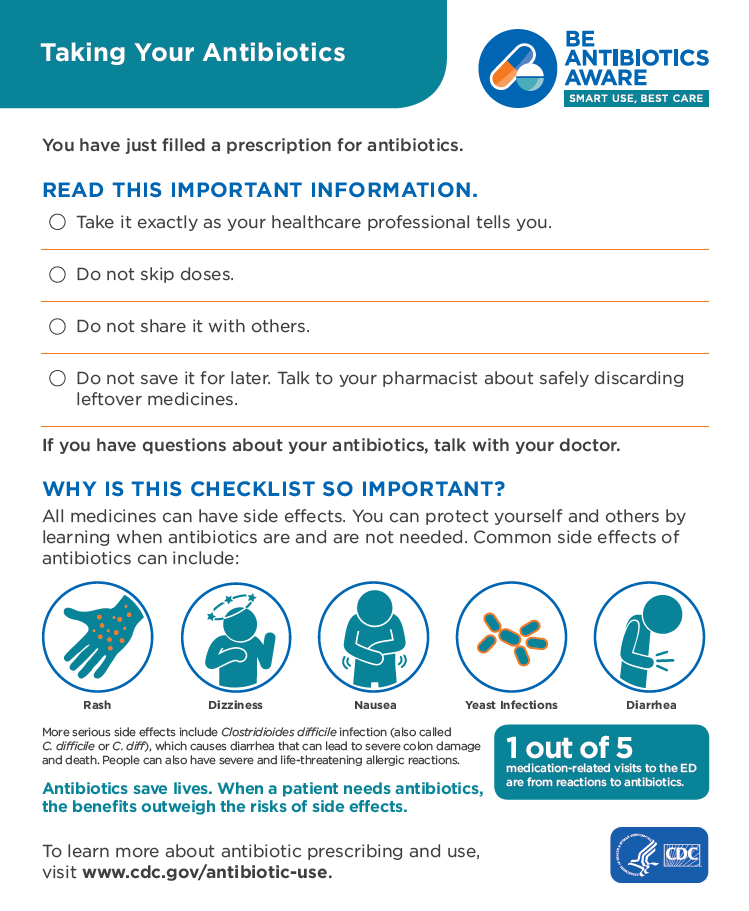 Taking Your Antibiotics
BE
ANTIBIOTICS
AWARE
SMART USE, BEST CARE
You have just filled a prescription for antibiotics.
READ THIS IMPORTANT INFORMATION.
Take it exactly as your healthcare professional tells you.
Do not skip doses.
Do not share it with others.
Do not save it for later. Talk to your pharmacist about safely discarding
leftover medicines.
If you have questions about your antibiotics, talk with your doctor.
WHY IS THIS CHECKLIST SO IMPORTANT?
All medicines can have side effects. You can protect yourself and others by
learning when antibiotics are and are not needed. Common side effects of
antibiotics can include:
Rash
Dizziness
Nausea
Yeast Infections
Diarrhea
More serious side effects include Clostridioides difficile infection (also called
C. difficile or C. diff), which causes diarrhea that can lead to severe colon damage
and death. People can also have severe and life-threatening allergic reactions.
1 out of 5
medication-related visits to the ED
are from reactions to antibiotics.
Antibiotics save lives. When a patient needs antibiotics,
the benefits outweigh the risks of side effects.
To learn more about antibiotic prescribing and use,
visit www.cdc.gov/antibiotic-use.
CDC